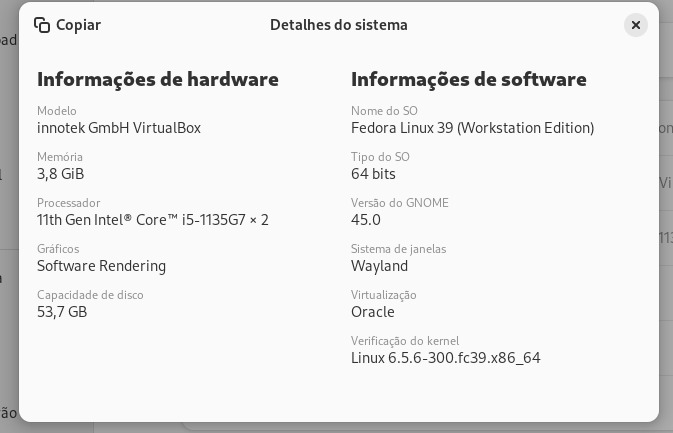 Copiar
Detalhes do sistema
Informações de hardware
Modelo
innotek GmbH VirtualBox
Memória
3,8 GiB
Processador
11th Gen Intel® Core™ i5-1135G7 × 2
Gráficos
Software Rendering
Capacidade de disco
53,7 GB
Informações de software
Nome do SO
Fedora Linux 39 (Workstation Edition)
Tipo do SO
64 bits
Versão do GNOME
45.0
Sistema de janelas
Wayland
Virtualização
Oracle
Verificação do kernel
Linux 6.5.6-300.fc39.x86_64